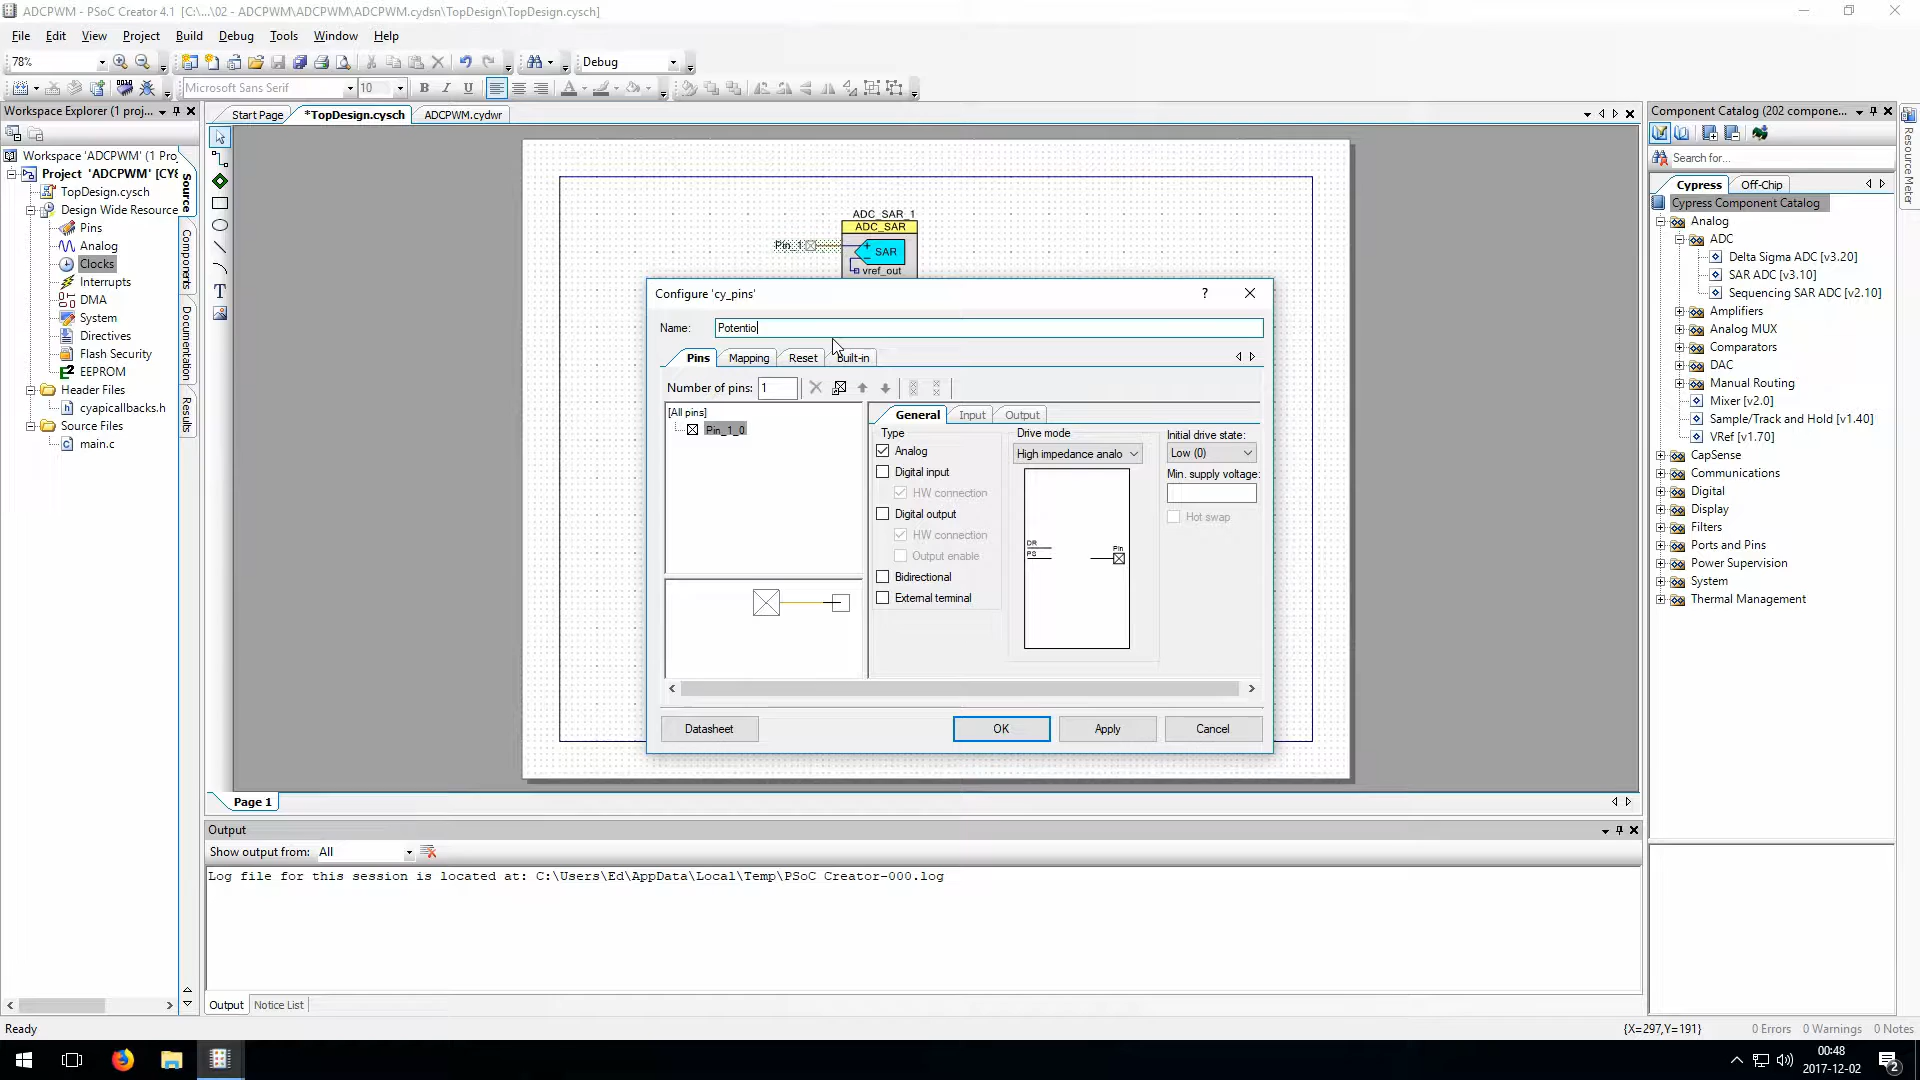 ADCPWM - PSoC Creator 4.1 [C:\...\02 - ADCPWM\ADCPWM\ADCPWM.cydsn\TopDesign\TopDesign.cysch]
File Edit View Project Build Debug Tools Window Help
78% Debug
Microsoft Sans Serif 10 B I U A
Workspace Explorer (1 proj...
Workspace 'ADCPWM' (1 Proj
Project 'ADCPWM' [CY8
TopDesign.cysch
Design Wide Resource
Pins
Analog
Clocks
Interrupts
DMA
System
Directives
Flash Security
EEPROM
Header Files
cyapicallbacks.h
Source Files
main.c
Source
Components
Documentation
Results
Start Page *TopDesign.cysch ADCPWM.cydwr
T
ADC_SAR_1
ADC_SAR
Pin_1
SAR
vref_out
Configure 'cy_pins' ?
Name: Potentio
Pins Mapping Reset Built-in
Number of pins: 1
[All pins]
Pin_1_0
General Input Output
Type
Analog
Digital input
HW connection
Digital output
HW connection
Output enable
Bidirectional
External terminal
Drive mode
High impedance analo
DR
PS
Pin
Initial drive state:
Low (0)
Min. supply voltage:
Hot swap
Datasheet OK Apply Cancel
Page 1
Output
Show output from: All
Log file for this session is located at: C:\Users\Ed\AppData\Local\Temp\PSoC Creator-000.log
Output Notice List
Component Catalog (202 compone...
Search for...
Cypress Off-Chip
Cypress Component Catalog
Analog
ADC
Delta Sigma ADC [v3.20]
SAR ADC [v3.10]
Sequencing SAR ADC [v2.10]
Amplifiers
Analog MUX
Comparators
DAC
Manual Routing
Mixer [v2.0]
Sample/Track and Hold [v1.40]
VRef [v1.70]
CapSense
Communications
Digital
Display
Filters
Ports and Pins
Power Supervision
System
Thermal Management
Resource Meter
Ready {X=297,Y=191} 0 Errors 0 Warnings 0 Notes
00:48
2017-12-02
2